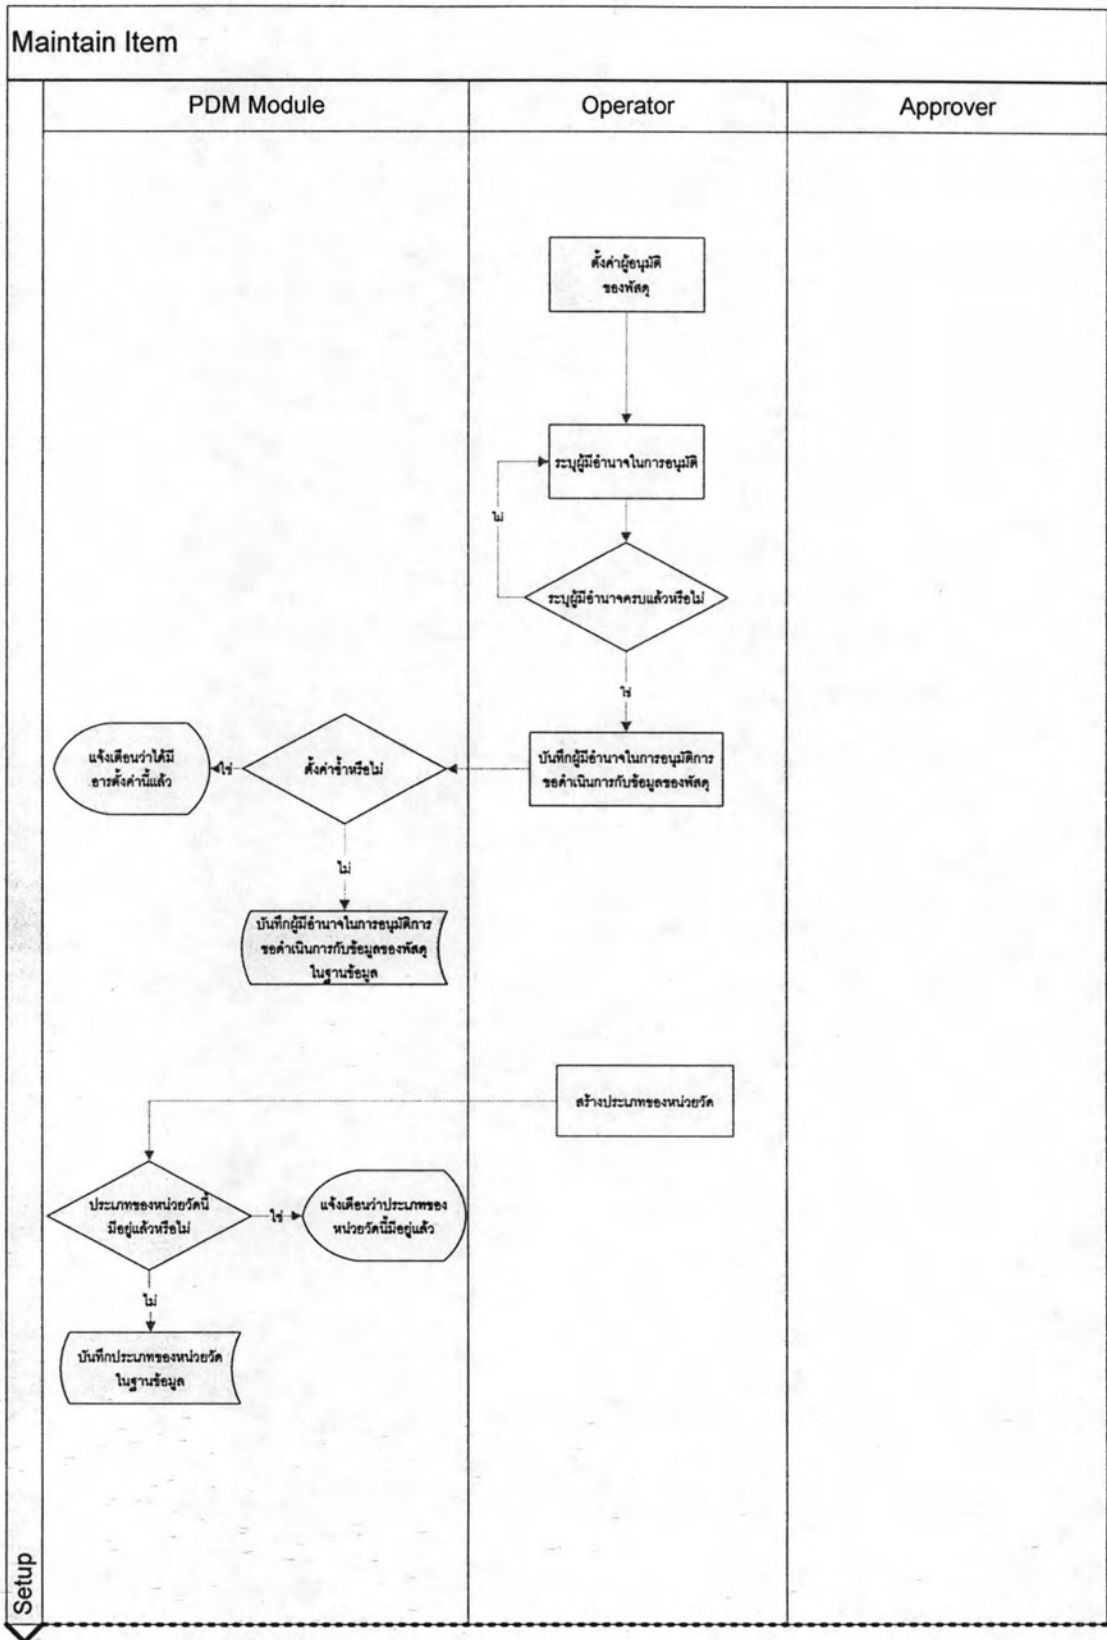 Maintain Item
PDM Module
Operator
Approver
ตั้งค่าผู้อนุมัติ
ของพัสดุ
ระบุผู้มีอำนาจในการอนุมัติ
ไม่
ระบุผู้มีอำนาจครบแล้วหรือไม่
ใช่
บันทึกผู้มีอำนาจในการอนุมัติการ
ขอดำเนินการกับข้อมูลของพัสดุ
ตั้งค่าซ้ำหรือไม่
ใช่
แจ้งเตือนว่าได้มี
อารตั้งค่านี้แล้ว
ไม่
บันทึกผู้มีอำนาจในการอนุมัติการ
ขอดำเนินการกับข้อมูลของพัสดุ
ในฐานข้อมูล
สร้างประเภทของหน่วยวัด
ประเภทของหน่วยวัดนี้
มีอยู่แล้วหรือไม่
ใช่
แจ้งเตือนว่าประเภทของ
หน่วยวัดนี้มีอยู่แล้ว
ไม่
บันทึกประเภทของหน่วยวัด
ในฐานข้อมูล
Setup